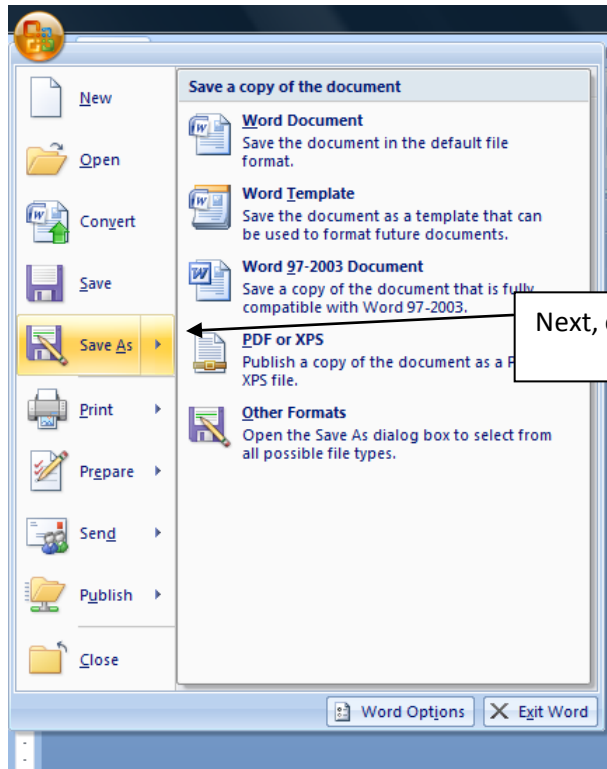 New
Open
Convert
Save
Save As
Print
Prepare
Send
Publish
Close
Save a copy of the document
Word Document
Save the document in the default file
format.
Word Template
Save the document as a template that can
be used to format future documents.
Word 97-2003 Document
Save a copy of the document that is fully
compatible with Word 97-2003.
PDF or XPS
Publish a copy of the document as a
XPS file.
Other Formats
Open the Save As dialog box to select from
all possible file types.
Next,
Word Options
Exit Word